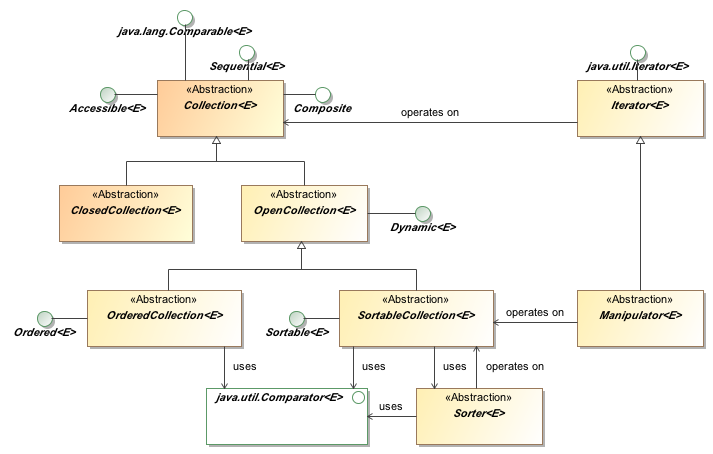 java.lang.Comparable<E>
Sequential<E>
java.util.Iterator<E>
Accessible<E>
«Abstraction»
Collection<E>
Composite
operates on
«Abstraction»
Iterator<E>
«Abstraction»
ClosedCollection<E>
«Abstraction»
OpenCollection<E>
Dynamic<E>
Ordered<E>
«Abstraction»
OrderedCollection<E>
Sortable<E>
«Abstraction»
SortableCollection<E>
operates on
«Abstraction»
Manipulator<E>
uses
uses
uses
operates on
java.util.Comparator<E>
uses
«Abstraction»
Sorter<E>